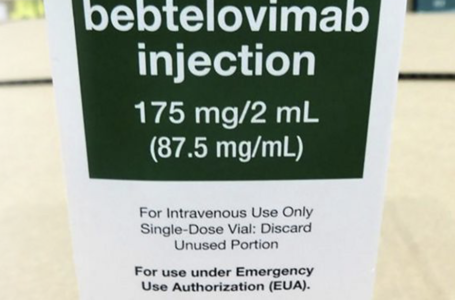 bebtelovimab
injection
175 mg/2 mL
(87.5 mg/mL)
For Intravenous Use Only
Single-Dose Vial: Discard
Unused Portion
For use under Emergency
Use Authorization (EUA).